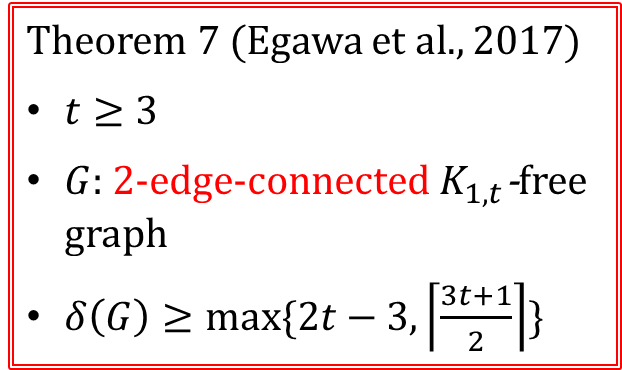 Theorem 7 (Egawa et al., 2017)
• 𝑡 ≥ 3
• 𝐺: 2-edge-connected 𝐾₁,𝑡-free
graph
• 𝛿(𝐺) ≥ max{2𝑡 − 3, ⌈(3𝑡+1)/2⌉}